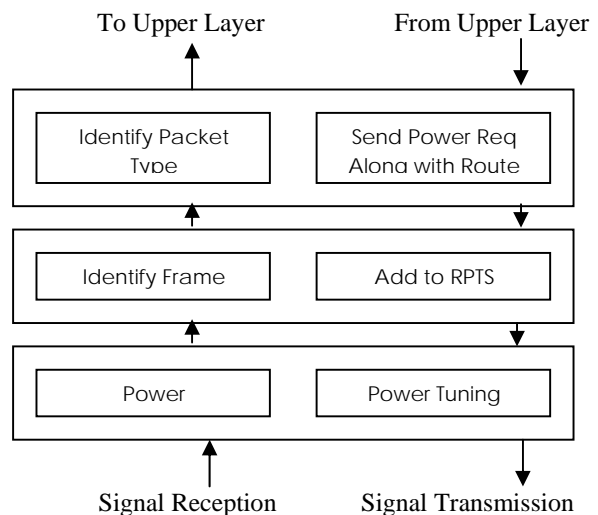 To Upper Layer From Upper Layer
Identify Packet Type
Send Power Req Along with Route
Identify Frame
Add to RPTS
Power
Power Tuning
Signal Reception Signal Transmission